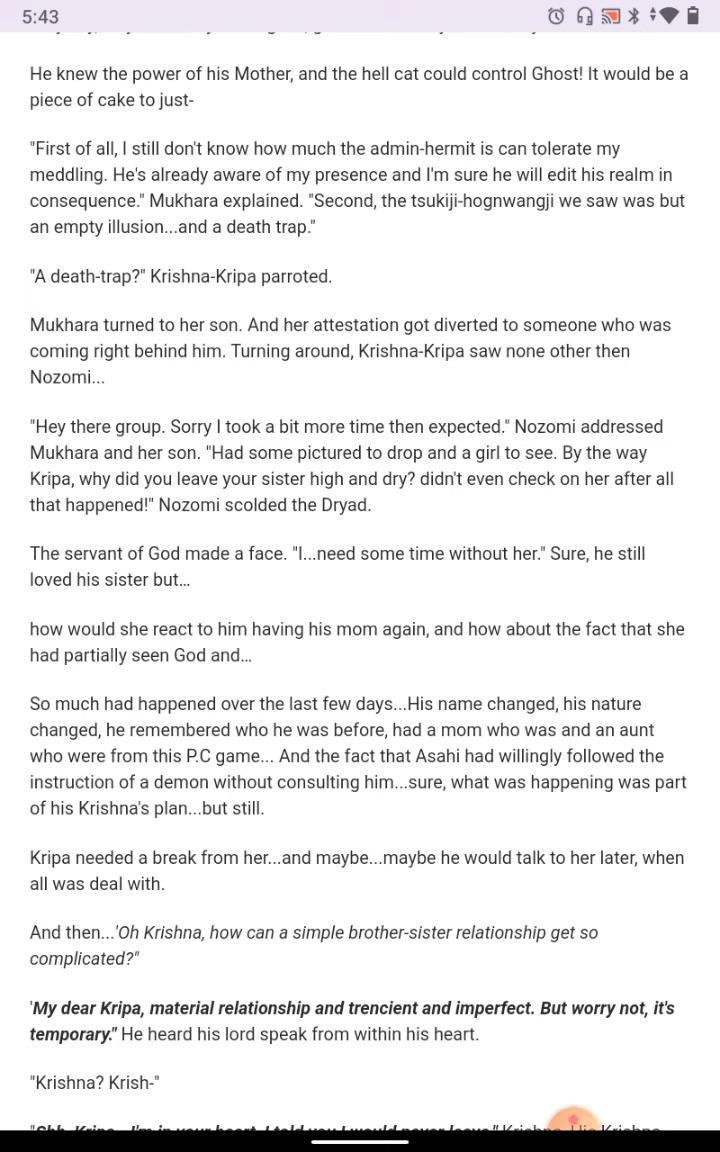 5:43
He knew the power of his Mother, and the hell cat could control Ghost! It would be a
piece of cake to just-
"First of all, I still don't know how much the admin-hermit is can tolerate my
meddling. He's already aware of my presence and I'm sure he will edit his realm in
consequence." Mukhara explained. "Second, the tsukiji-hognwangji we saw was but
an empty illusion...and a death trap."
"A death-trap?" Krishna-Kripa parroted.
Mukhara turned to her son. And her attestation got diverted to someone who was
coming right behind him. Turning around, Krishna-Kripa saw none other then
Nozomi...
"Hey there group. Sorry I took a bit more time then expected." Nozomi addressed
Mukhara and her son. "Had some pictured to drop and a girl to see. By the way
Kripa, why did you leave your sister high and dry? didn't even check on her after all
that happened!" Nozomi scolded the Dryad.
The servant of God made a face. "I...need some time without her." Sure, he still
loved his sister but…
how would she react to him having his mom again, and how about the fact that she
had partially seen God and…
So much had happened over the last few days...His name changed, his nature
changed, he remembered who he was before, had a mom who was and an aunt
who were from this P.C game... And the fact that Asahi had willingly followed the
instruction of a demon without consulting him...sure, what was happening was part
of his Krishna's plan...but still.
Kripa needed a break from her...and maybe...maybe he would talk to her later, when
all was deal with.
And then...'Oh Krishna, how can a simple brother-sister relationship get so
complicated?"
'My dear Kripa, material relationship and trencient and imperfect. But worry not, it's
temporary." He heard his lord speak from within his heart.
"Krishna? Krish-"
"Shh, Kripa...I'm in your heart, I told you I would never leave." Krishna. His Krishna